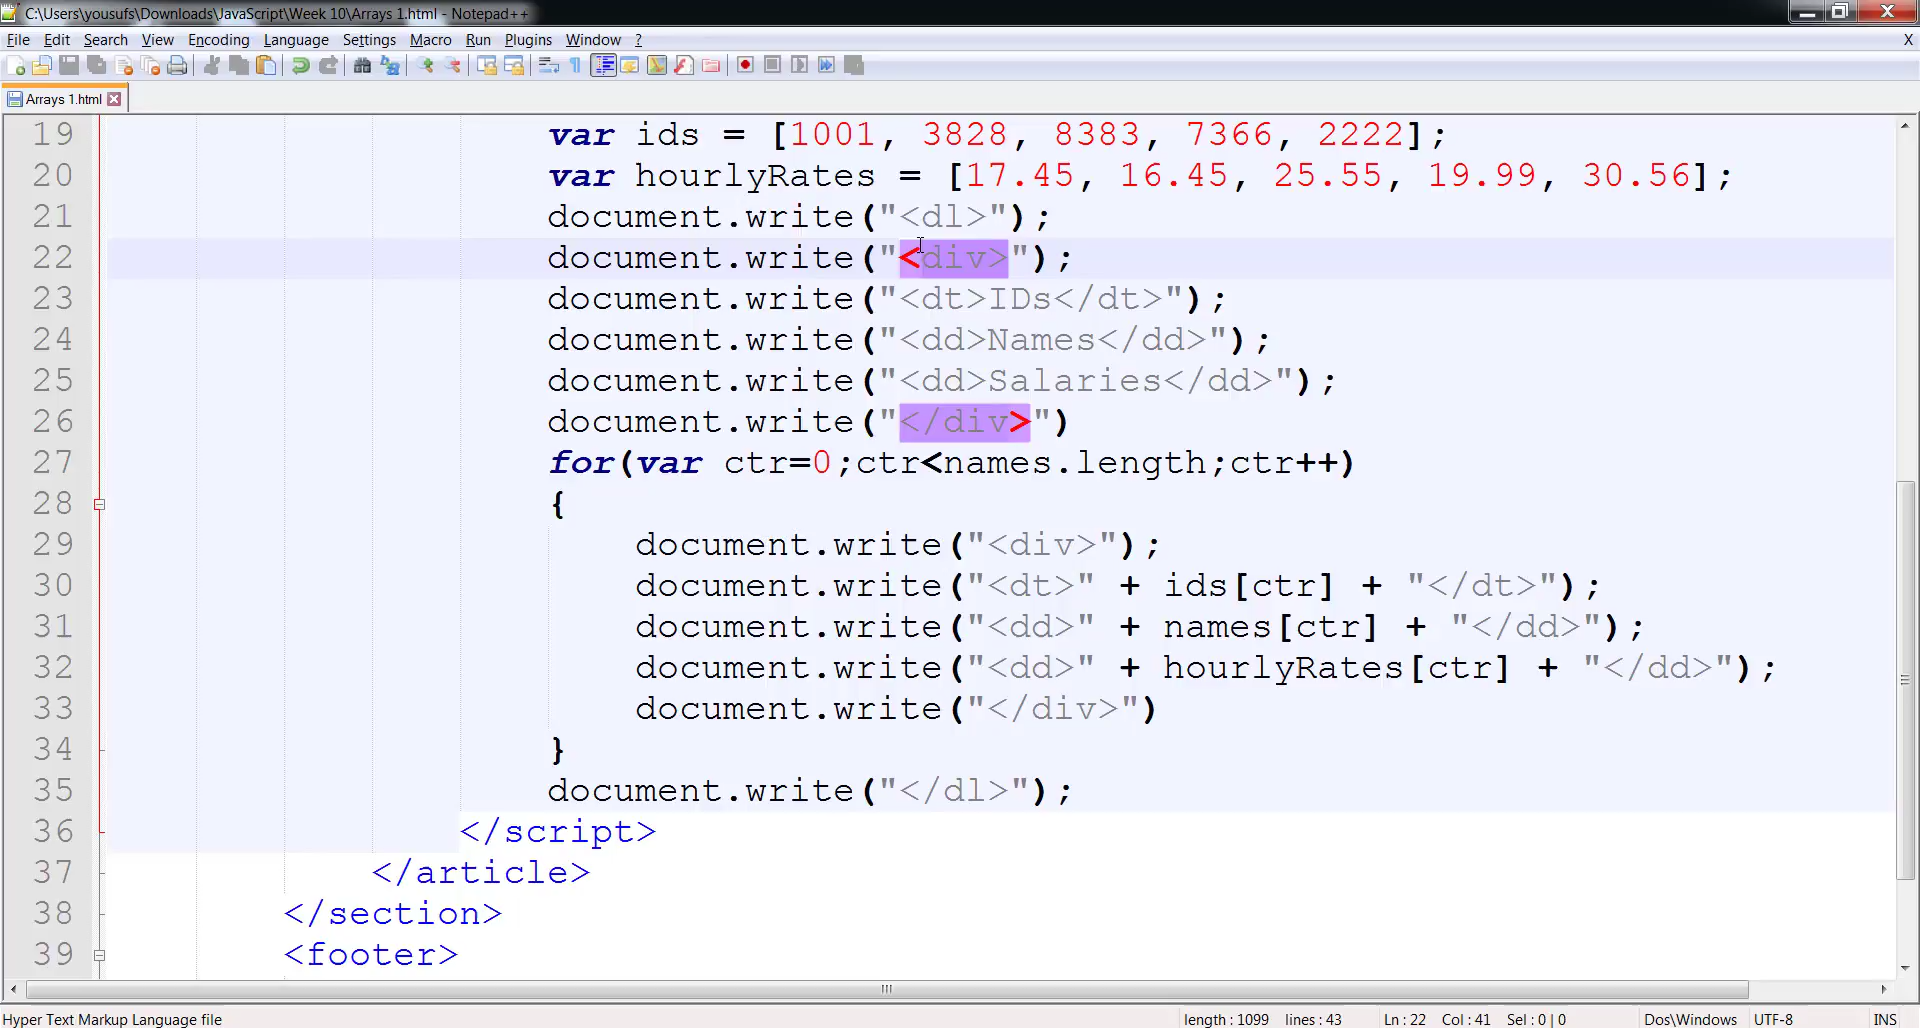 C:\Users\yousufs\Downloads\JavaScript\Week 10\Arrays 1.html - Notepad++
File Edit Search View Encoding Language Settings Macro Run Plugins Window ? X
Arrays 1.html
19 var ids = [1001, 3828, 8383, 7366, 2222];
20 var hourlyRates = [17.45, 16.45, 25.55, 19.99, 30.56];
21 document.write("<dl>");
22 document.write("<div>");
23 document.write("<dt>IDs</dt>");
24 document.write("<dd>Names</dd>");
25 document.write("<dd>Salaries</dd>");
26 document.write("</div>")
27 for(var ctr=0;ctr<names.length;ctr++)
28 {
29 document.write("<div>");
30 document.write("<dt>" + ids[ctr] + "</dt>");
31 document.write("<dd>" + names[ctr] + "</dd>");
32 document.write("<dd>" + hourlyRates[ctr] + "</dd>");
33 document.write("</div>")
34 }
35 document.write("</dl>");
36 </script>
37 </article>
38 </section>
39 <footer>
Hyper Text Markup Language file length : 1099 lines : 43 Ln : 22 Col : 41 Sel : 0 | 0 Dos\Windows UTF-8 INS